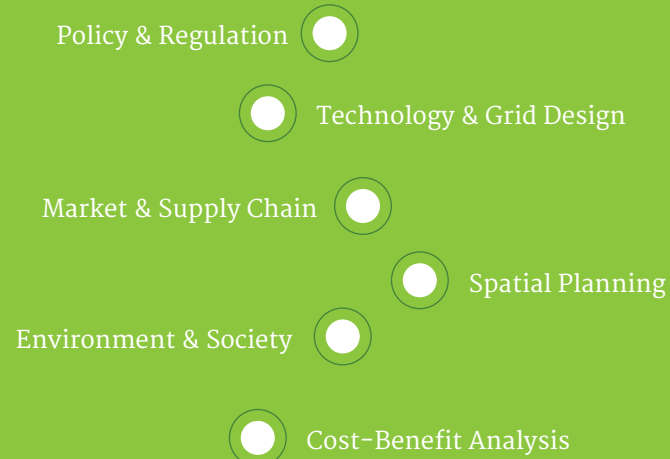 Policy & Regulation
Technology & Grid Design
Market & Supply Chain
Spatial Planning
Environment & Society
Cost-Benefit Analysis